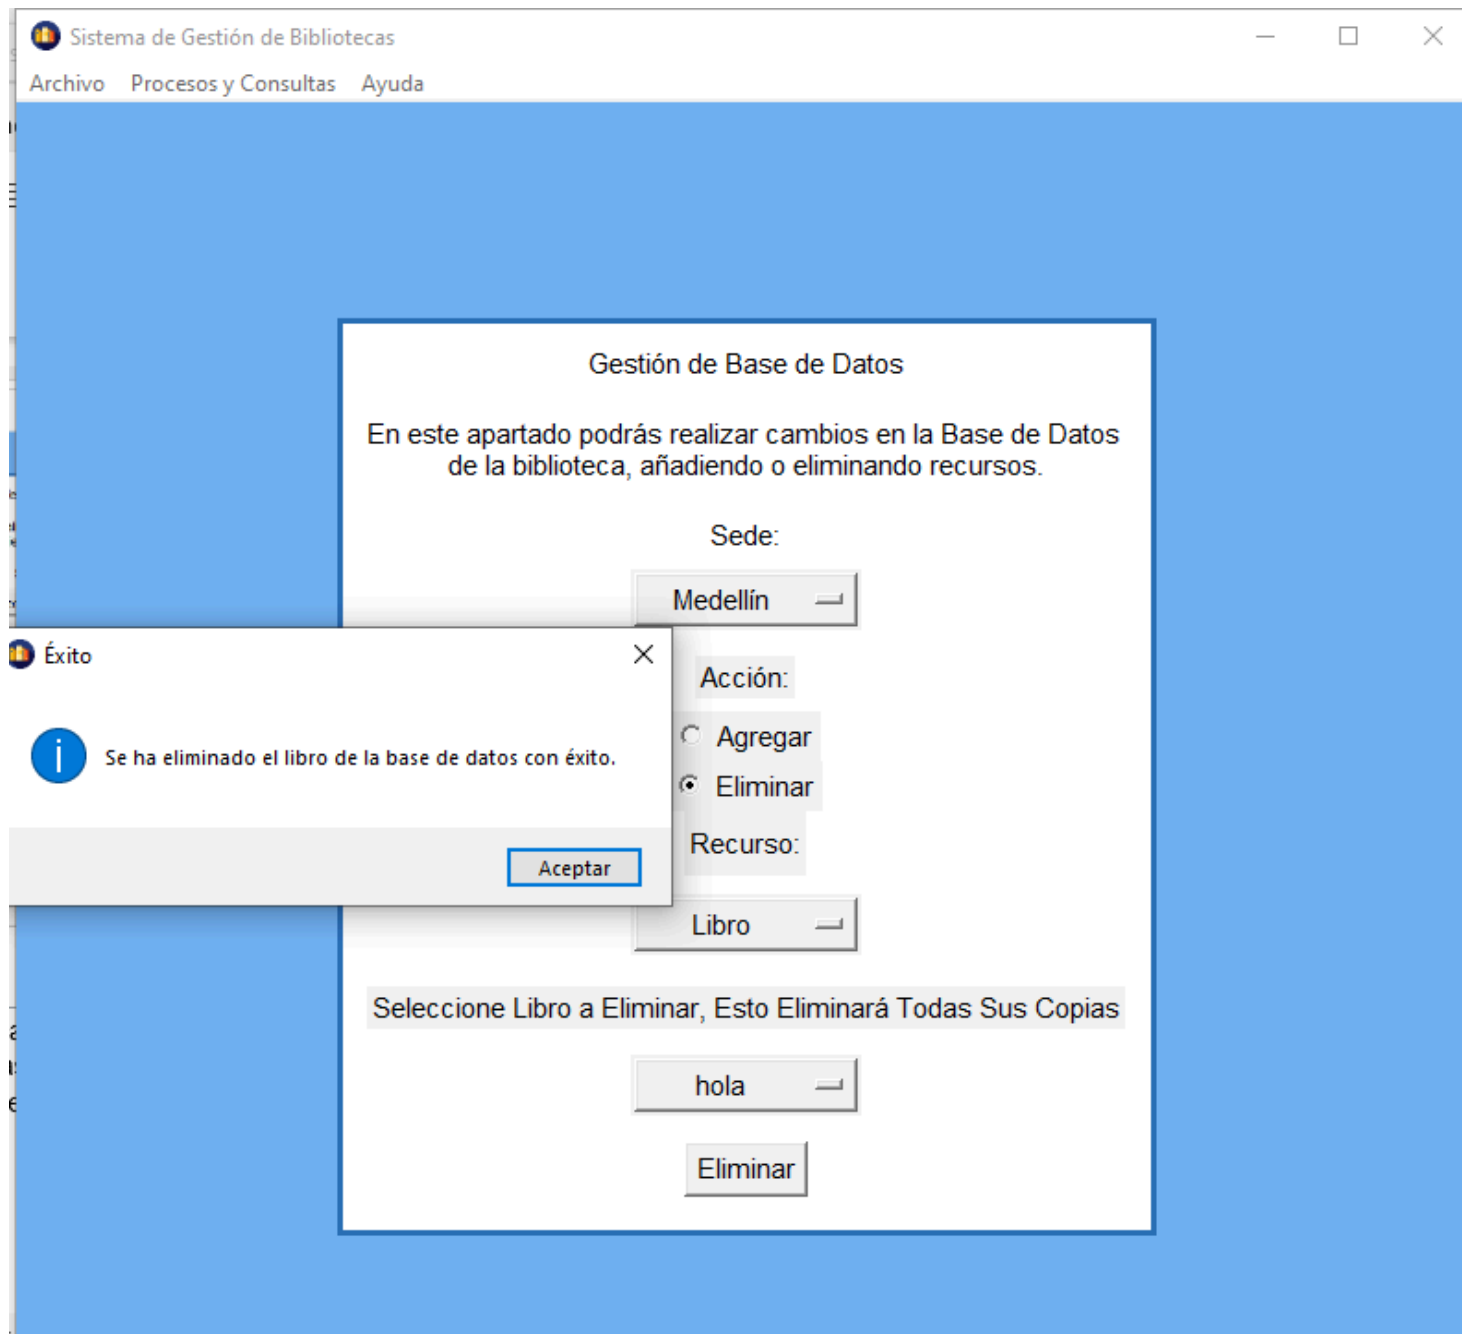 Sistema de Gestión de Bibliotecas
Archivo Procesos y Consultas Ayuda
Gestión de Base de Datos
En este apartado podrás realizar cambios en la Base de Datos
de la biblioteca, añadiendo o eliminando recursos.
Sede:
Medellín
Éxito
Se ha eliminado el libro de la base de datos con éxito.
Aceptar
Acción:
Agregar
Eliminar
Recurso:
Libro
Seleccione Libro a Eliminar, Esto Eliminará Todas Sus Copias
hola
Eliminar